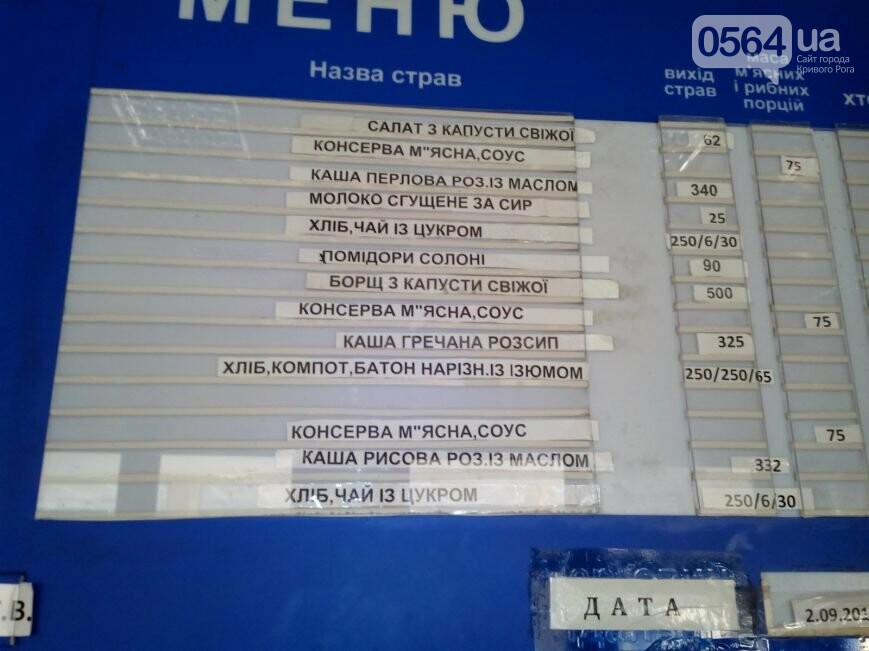 МЕНЮ
0564.ua
Сайт города
Кривого Рога
Назва страв
вихід
страв
маса
м'ясних
і рибних
порцій
САЛАТ З КАПУСТИ СВІЖОЇ 62
КОНСЕРВА М"ЯСНА,СОУС 75
КАША ПЕРЛОВА РОЗ.ІЗ МАСЛОМ 340
МОЛОКО СГУЩЕНЕ ЗА СИР 25
ХЛІБ,ЧАЙ ІЗ ЦУКРОМ 250/6/30
ПОМІДОРИ СОЛОНІ 90
БОРЩ З КАПУСТИ СВІЖОЇ 500
КОНСЕРВА М"ЯСНА,СОУС 75
КАША ГРЕЧАНА РОЗСИП 325
ХЛІБ,КОМПОТ,БАТОН НАРІЗН.ІЗ ІЗЮМОМ 250/250/65
КОНСЕРВА М"ЯСНА,СОУС 75
КАША РИСОВА РОЗ.ІЗ МАСЛОМ 332
ХЛІБ,ЧАЙ ІЗ ЦУКРОМ 250/6/30
ДАТА